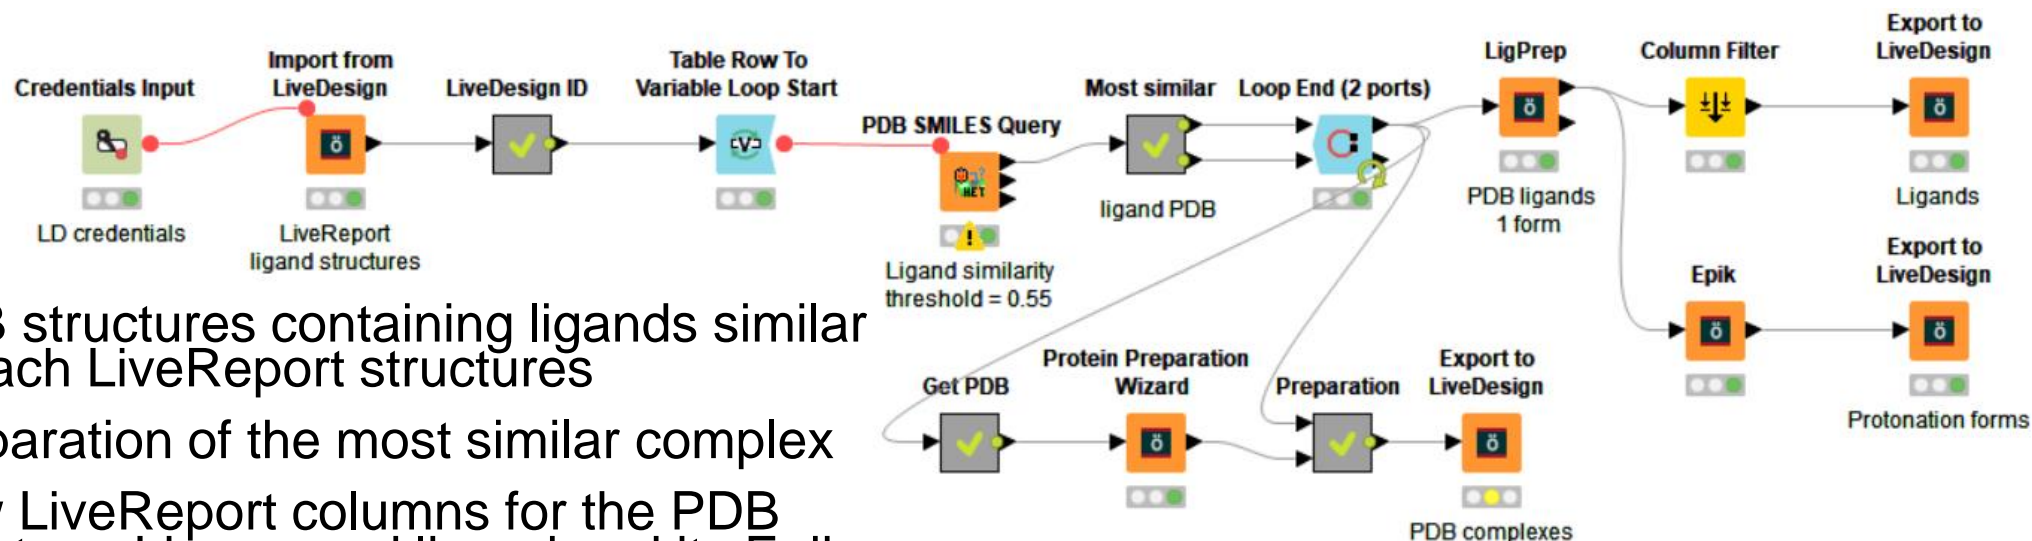 Credentials Input
LD credentials
Import from
LiveDesign
LiveReport
ligand structures
LiveDesign ID
Table Row To
Variable Loop Start
V
PDB SMILES Query
HET
Ligand similarity
threshold = 0.55
Most similar
ligand PDB
Loop End (2 ports)
LigPrep
PDB ligands
1 form
Column Filter
Export to
LiveDesign
Ligands
Epik
Export to
LiveDesign
Protonation forms
Get PDB
Protein Preparation
Wizard
Preparation
Export to
LiveDesign
PDB complexes
structures containing ligands similar
LiveReport structures
of the most similar complex
LiveReport columns for the PDB